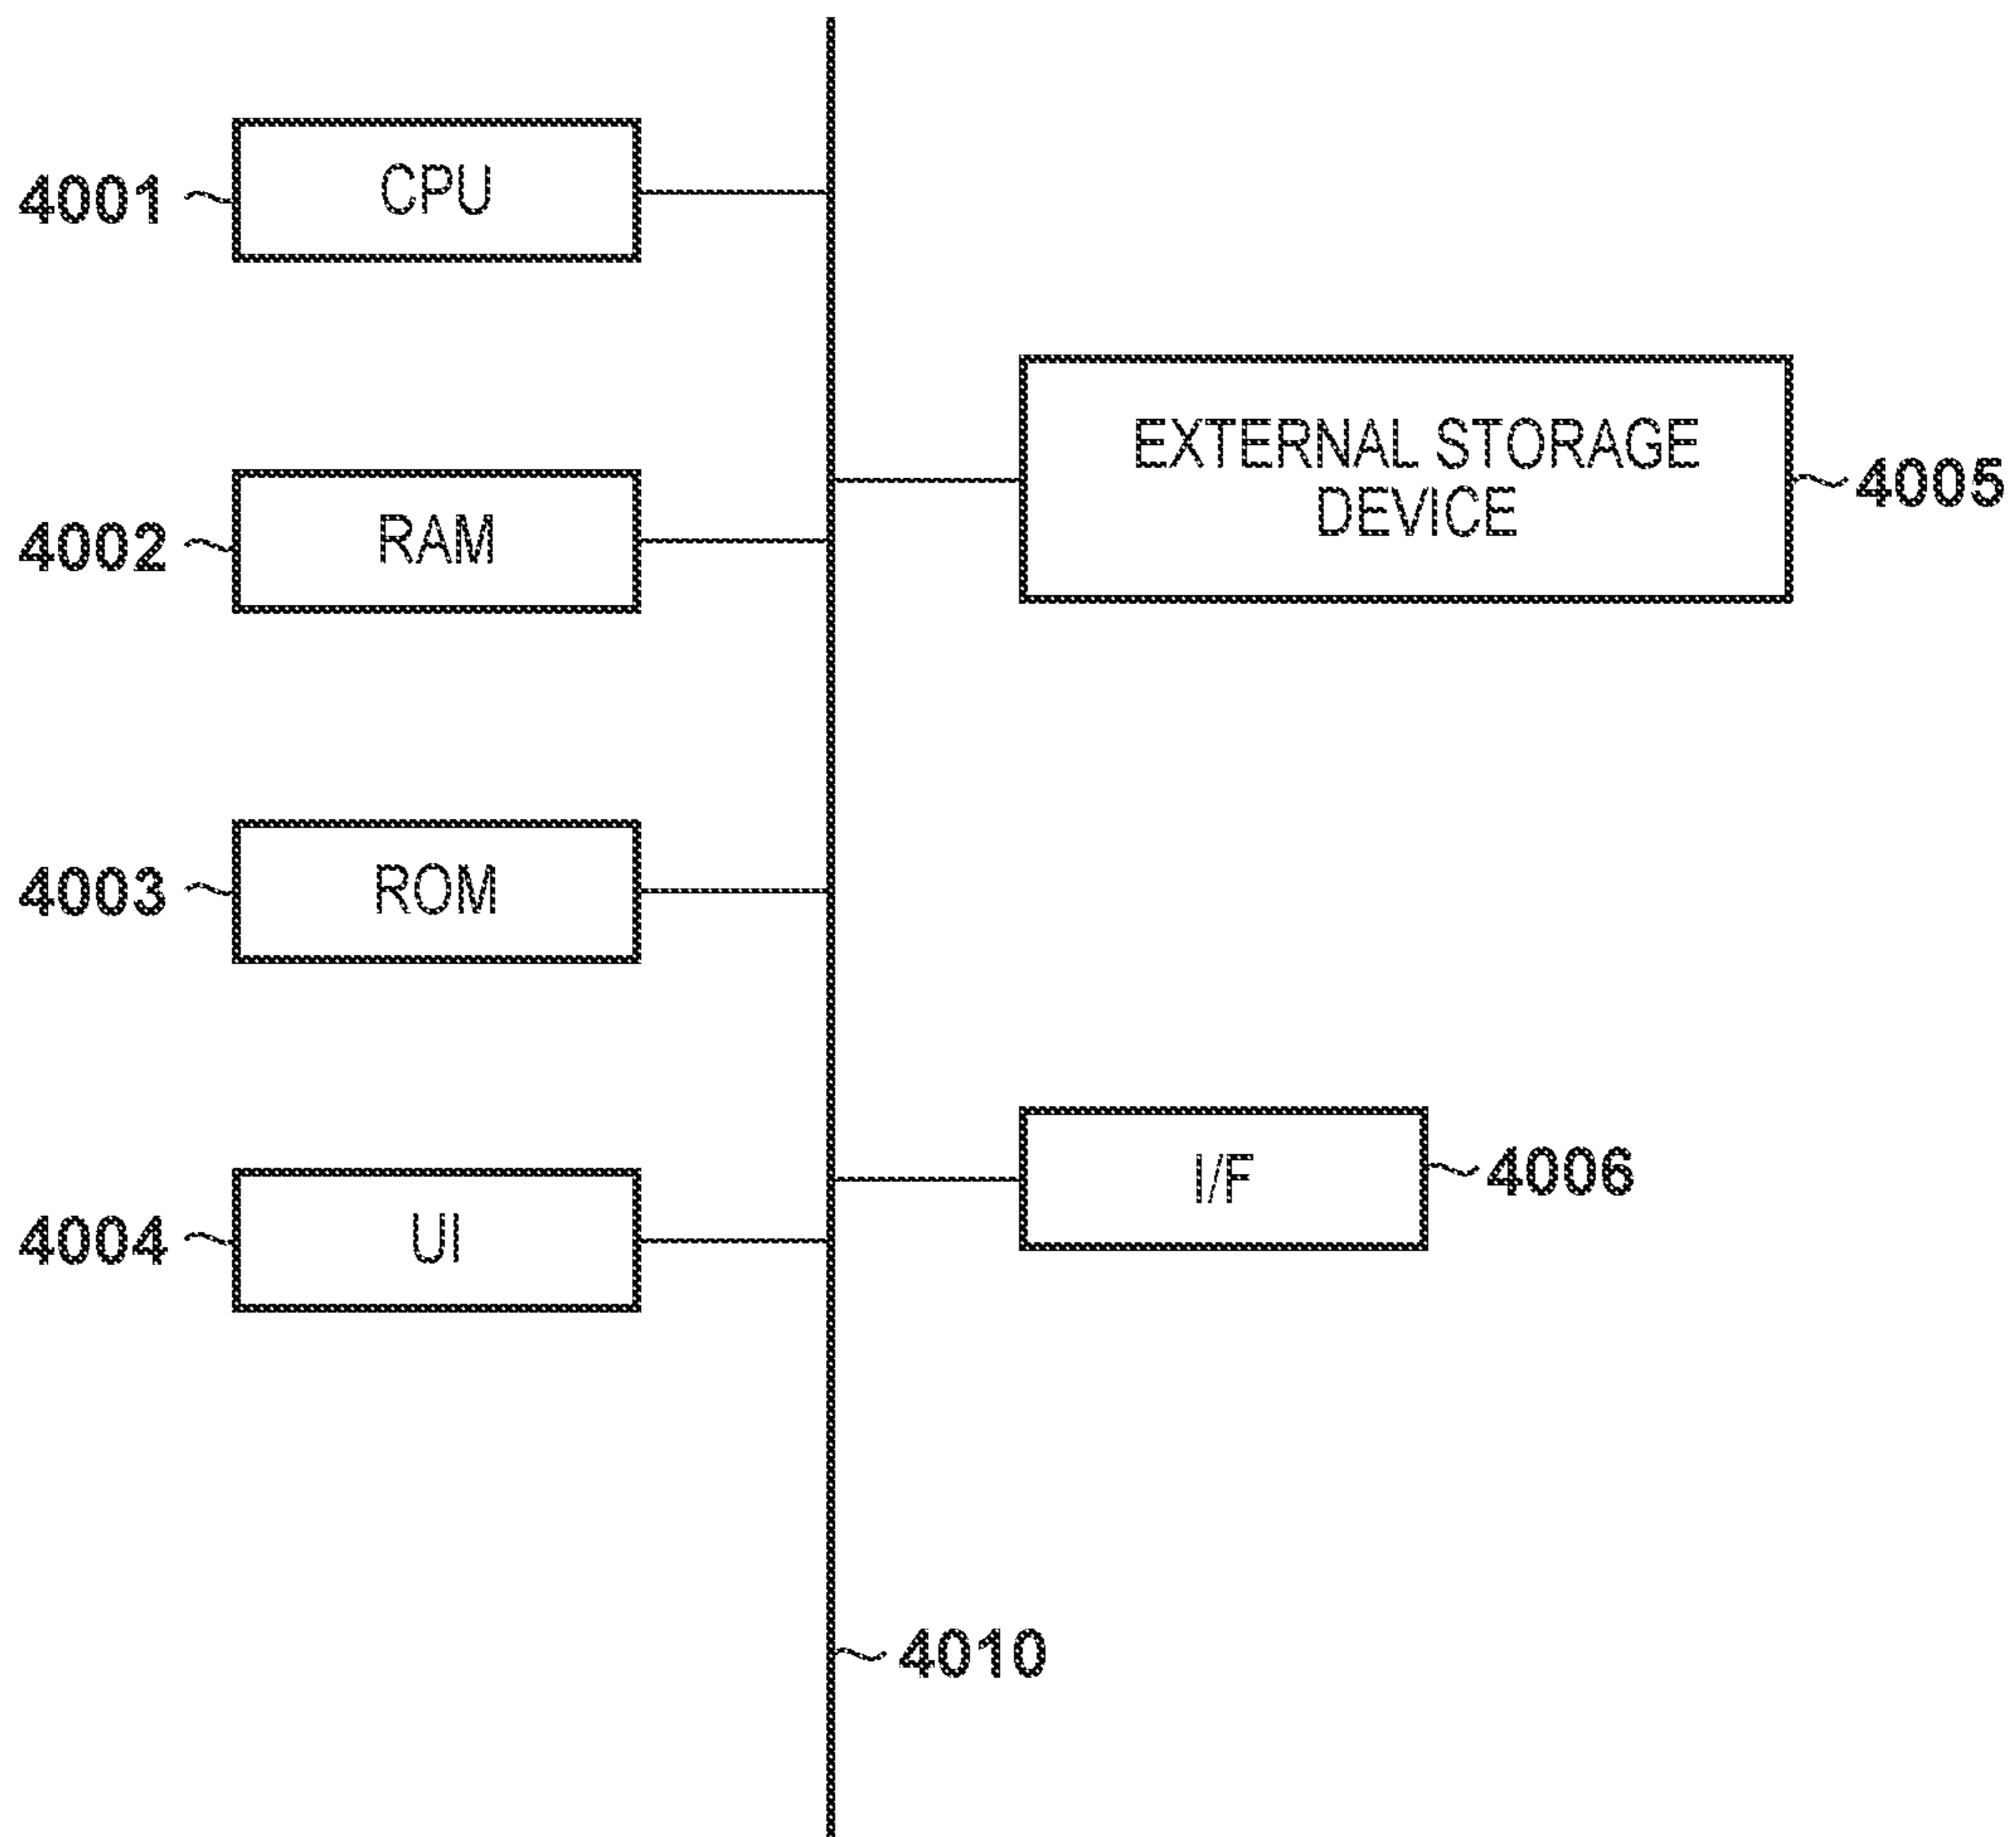 4001
CPU
EXTERNAL STORAGE
DEVICE
4005
4002
RAM
4003
ROM
I/F
4006
4004
UI
4010